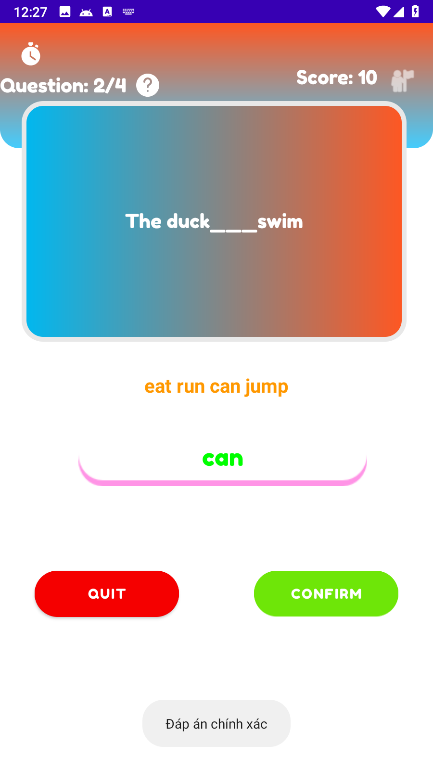 12:27
Question: 2/4 ?
Score: 10
The duck___swim
eat run can jump
can
QUIT
CONFIRM
Đáp án chính xác